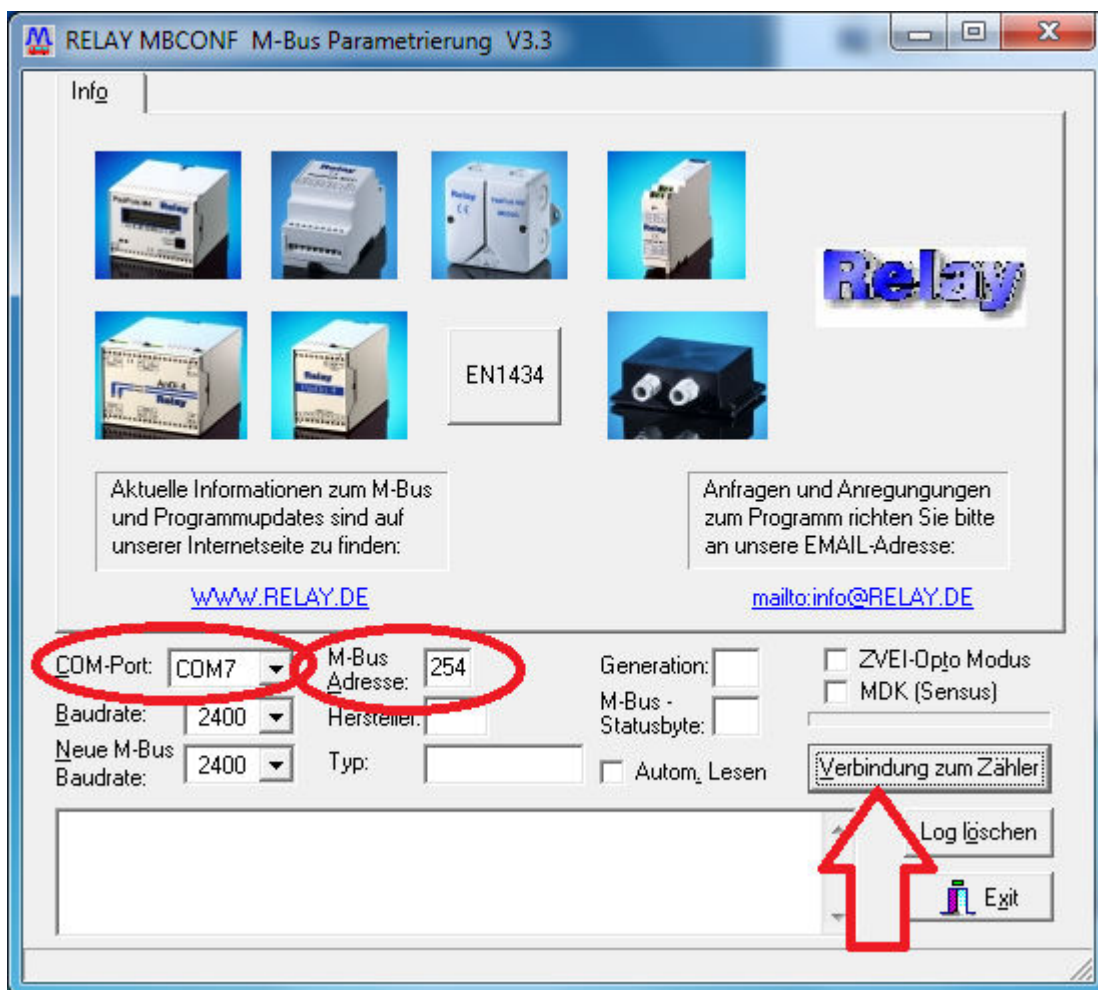 RELAY MBCONF M-Bus Parametrierung V3.3
Info
Relay
EN1434
Aktuelle Informationen zum M-Bus
und Programmupdates sind auf
unserer Internetseite zu finden:
WWW.RELAY.DE
Anfragen und Anregungungen
zum Programm richten Sie bitte
an unsere EMAIL-Adresse:
mailto:info@RELAY.DE
COM-Port: COM7
M-Bus
Adresse: 254
Generation:
ZVEI-Opto Modus
MDK (Sensus)
Baudrate: 2400
Hersteller:
M-Bus -
Statusbyte:
Neue M-Bus
Baudrate: 2400
Typ:
Autom. Lesen
Verbindung zum Zähler
Log löschen
Exit